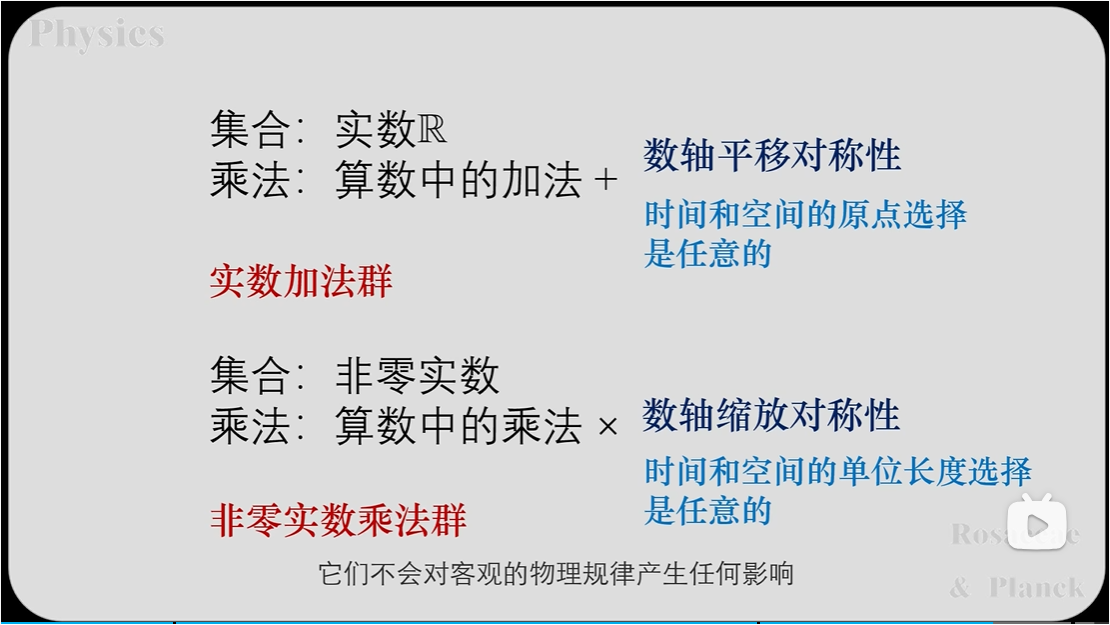 Physics
集合：实数ℝ
乘法：算数中的加法 +
数轴平移对称性
时间和空间的原点选择
是任意的
实数加法群
集合：非零实数
乘法：算数中的乘法 ×
数轴缩放对称性
时间和空间的单位长度选择
是任意的
非零实数乘法群
& Planck
它们不会对客观的物理规律产生任何影响